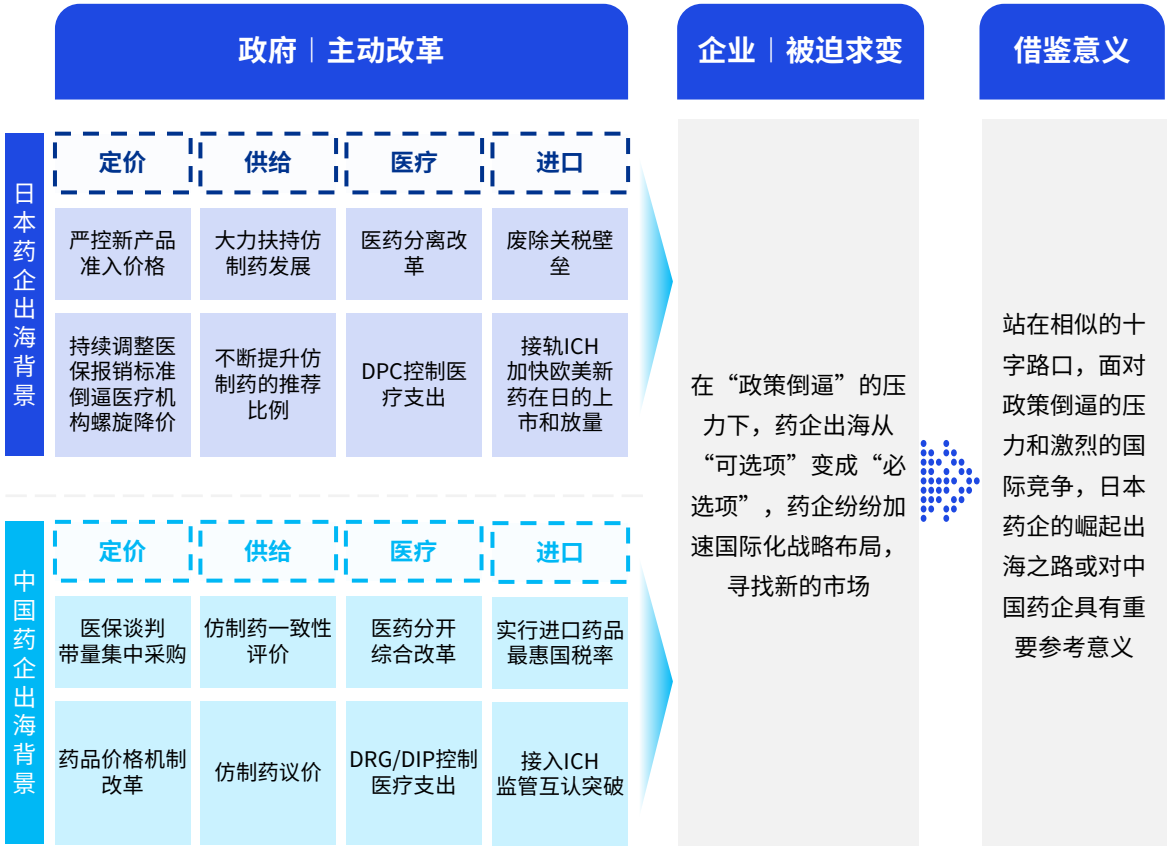 政府｜主动改革
企业｜被迫求变
借鉴意义
日本药企出海背景
定价
供给
医疗
进口
严控新产品
准入价格
大力扶持仿
制药发展
医药分离改
革
废除关税壁
垒
持续调整医
保报销标准
倒逼医疗机
构螺旋降价
不断提升仿
制药的推荐
比例
DPC控制医
疗支出
接轨ICH
加快欧美新
药在日的上
市和放量
中国药企出海背景
定价
供给
医疗
进口
医保谈判
带量集中采购
仿制药一致性
评价
医药分开
综合改革
实行进口药品
最惠国税率
药品价格机制
改革
仿制药议价
DRG/DIP控制
医疗支出
接入ICH
监管互认突破
在“政策倒逼”的压
力下，药企出海从
“可选项”变成“必
选项”，药企纷纷加
速国际化战略布局，
寻找新的市场
站在相似的十
字路口，面对
政策倒逼的压
力和激烈的国
际竞争，日本
药企的崛起出
海之路或对中
国药企具有重
要参考意义